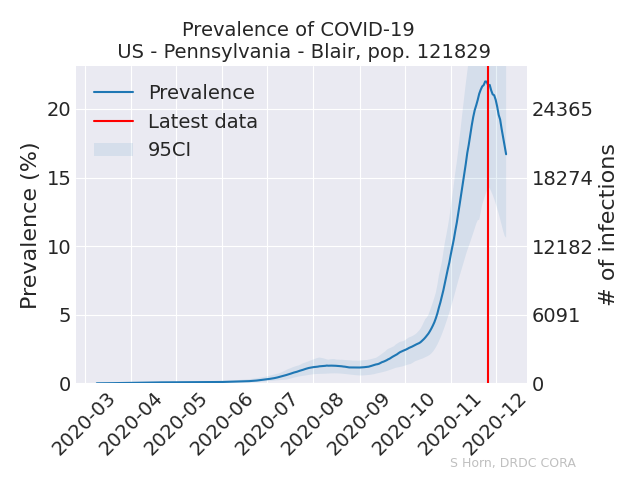 Prevalence of COVID-19
US - Pennsylvania - Blair, pop. 121829
Prevalence
Latest data
95CI
Prevalence (%)
20
15
10
5
0
24365
18274
12182
6091
0
# of infections
2020-03
2020-04
2020-05
2020-06
2020-07
2020-08
2020-09
2020-10
2020-11
2020-12
S Horn, DRDC CORA